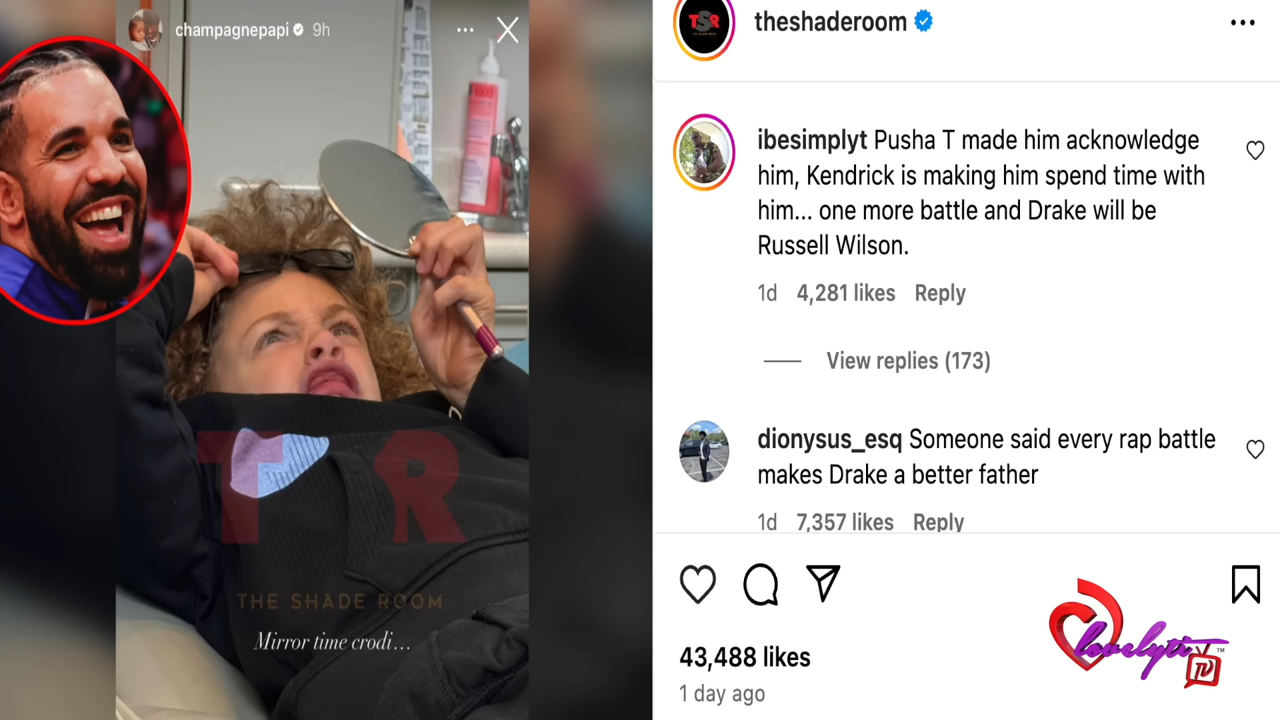 champagnepapi 9h
TSR
THE SHADE ROOM
Mirror time crodi...
TSR
theshaderoom
ibesimplyt Pusha T made him acknowledge
him, Kendrick is making him spend time with
him... one more battle and Drake will be
Russell Wilson.
1d 4,281 likes Reply
View replies (173)
dionysus_esq Someone said every rap battle
makes Drake a better father
1d 7,357 likes Reply
43,488 likes
1 day ago
lovelyti TV
TM